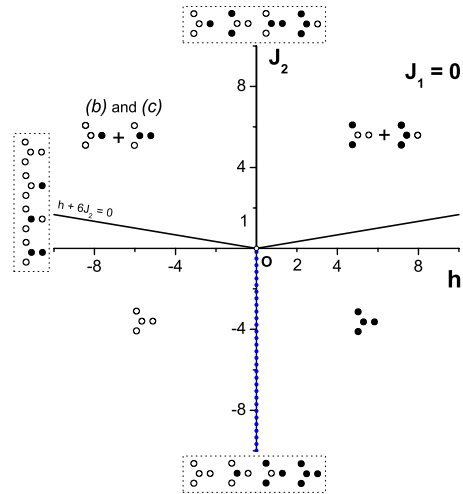 J2
8
J1 = 0
(b) and (c)
+
+
4
h + 6J2 = 0
1
-8
-4
O
2
4
8
h
-4
-8